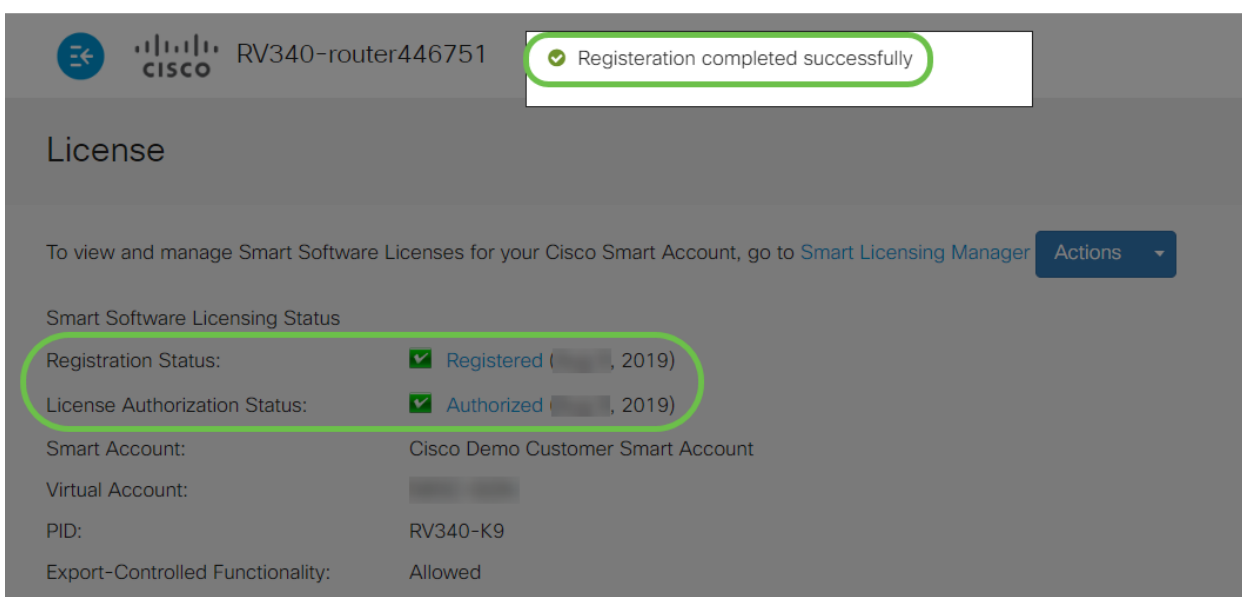 CISCO RV340-router446751
Registeration completed successfully
License
To view and manage Smart Software Licenses for your Cisco Smart Account, go to Smart Licensing Manager Actions
Smart Software Licensing Status
Registration Status: Registered ( , 2019)
License Authorization Status: Authorized ( , 2019)
Smart Account: Cisco Demo Customer Smart Account
Virtual Account:
PID: RV340-K9
Export-Controlled Functionality: Allowed